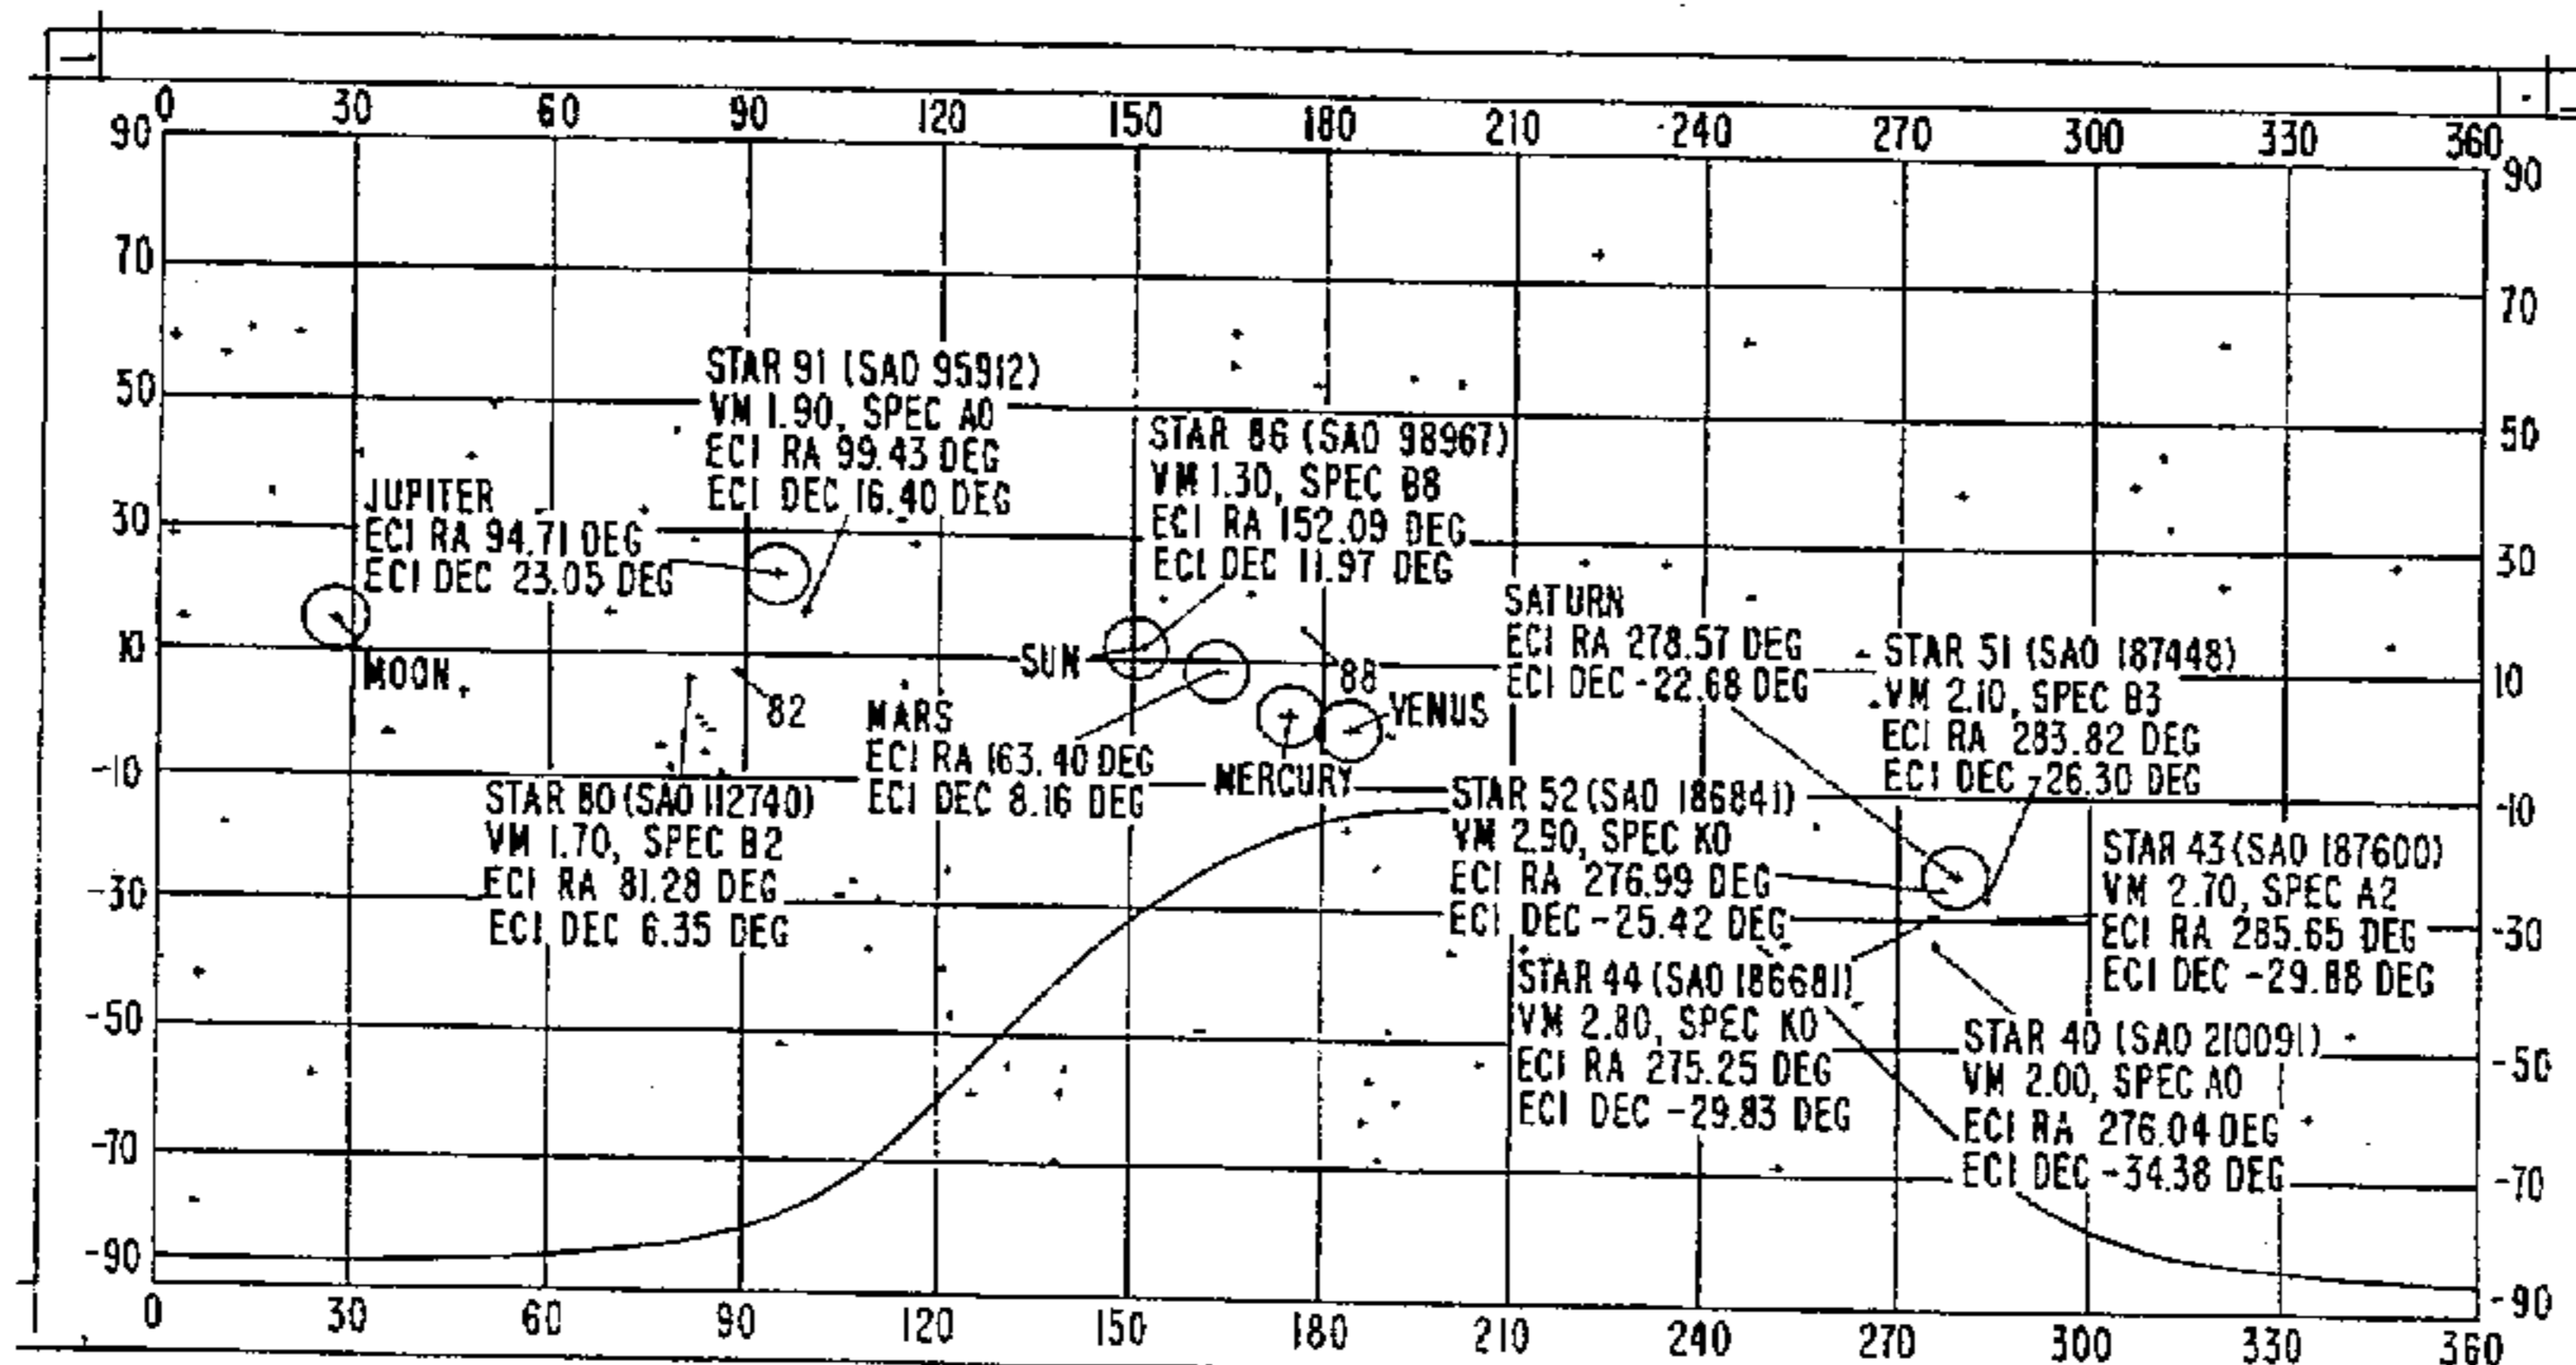 0 30 60 90 120 150 180 210 240 270 300 330 360
90 90
70 70
50 50
30 30
10 10
-10 -10
-30 -30
-50 -50
-70 -70
-90 -90
STAR 91 (SAO 95912)
VM 1.90, SPEC A0
ECI RA 99.43 DEG
ECI DEC 16.40 DEG
JUPITER
ECI RA 94.71 DEG
ECI DEC 23.05 DEG
MOON
STAR 86 (SAO 98967)
VM 1.30, SPEC B8
ECI RA 152.09 DEG
ECI DEC 11.97 DEG
SUN
82
88
MARS
ECI RA 163.40 DEG
ECI DEC 8.16 DEG
MERCURY
VENUS
SATURN
ECI RA 278.57 DEG
ECI DEC -22.68 DEG
STAR 51 (SAO 187448)
VM 2.10, SPEC B3
ECI RA 283.82 DEG
ECI DEC -26.30 DEG
STAR 80 (SAO 112740)
VM 1.70, SPEC B2
ECI RA 81.28 DEG
ECI DEC 6.35 DEG
STAR 52 (SAO 186841)
VM 2.90, SPEC K0
ECI RA 276.99 DEG
ECI DEC -25.42 DEG
STAR 43 (SAO 187600)
VM 2.70, SPEC A2
ECI RA 285.65 DEG
ECI DEC -29.88 DEG
STAR 44 (SAO 186681)
VM 2.80, SPEC K0
ECI RA 275.25 DEG
ECI DEC -29.83 DEG
STAR 40 (SAO 210091)
VM 2.00, SPEC A0
ECI RA 276.04 DEG
ECI DEC -34.38 DEG
0 30 60 90 120 150 180 210 240 270 300 330 360